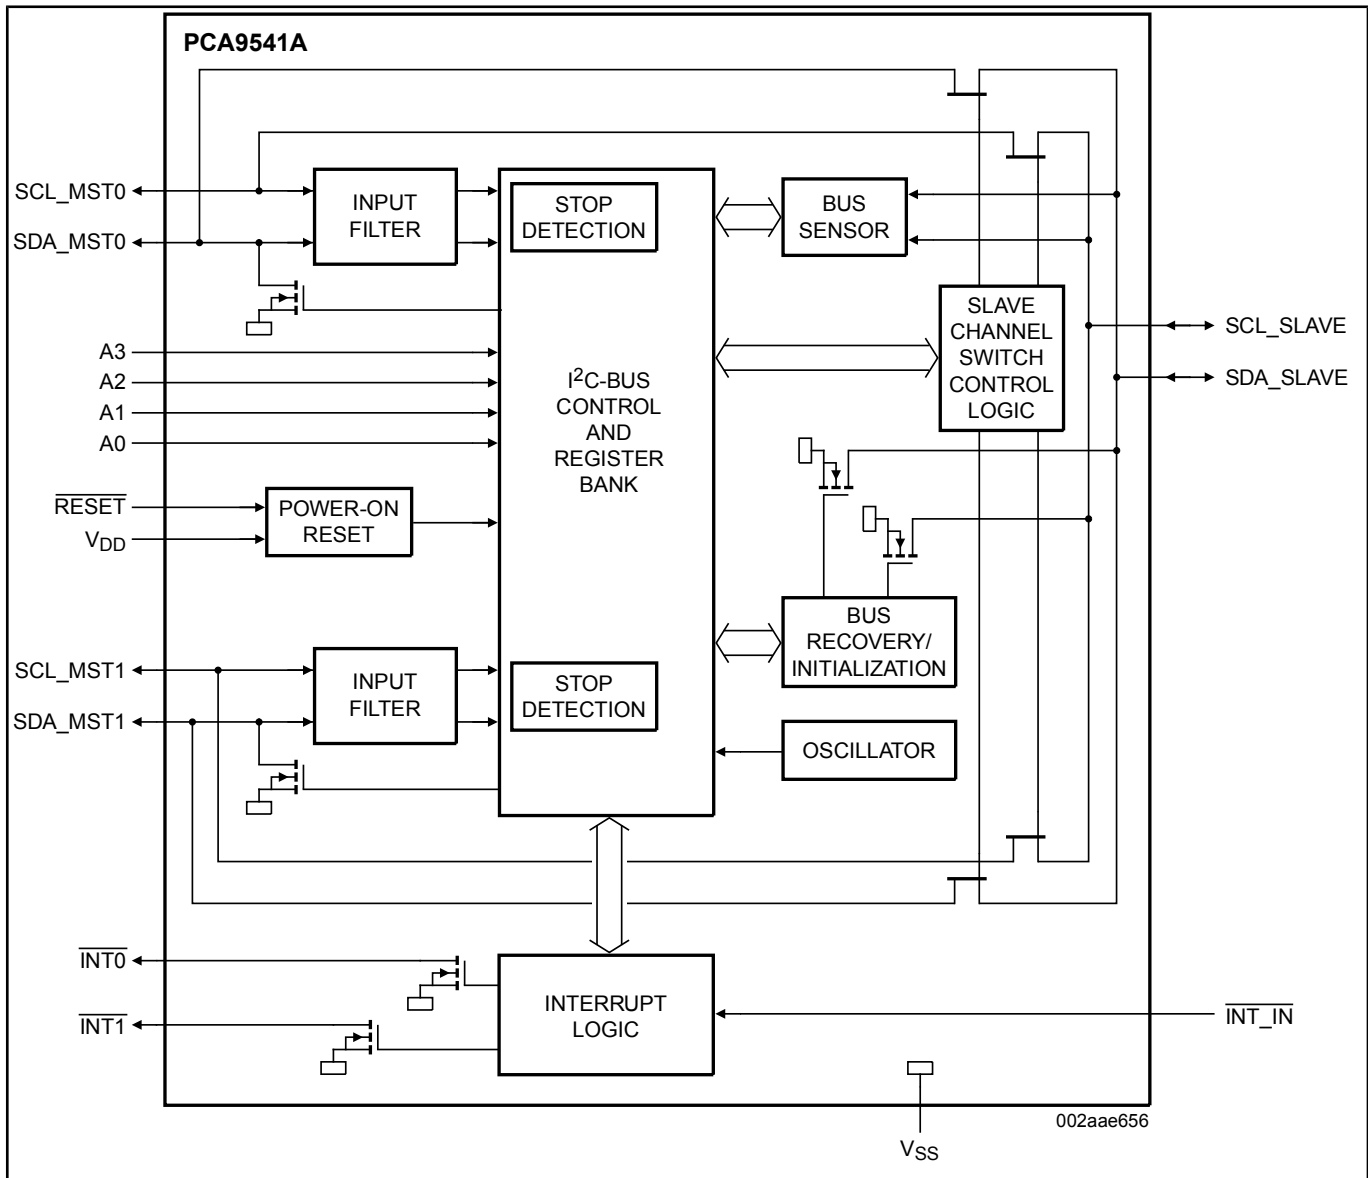 PCA9541A
SCL_MST0
SDA_MST0
INPUT
FILTER
STOP
DETECTION
BUS
SENSOR
SLAVE
CHANNEL
SWITCH
CONTROL
LOGIC
SCL_SLAVE
SDA_SLAVE
A3
A2
A1
A0
I2C-BUS
CONTROL
AND
REGISTER
BANK
RESET
VDD
POWER-ON
RESET
BUS
RECOVERY/
INITIALIZATION
SCL_MST1
SDA_MST1
INPUT
FILTER
STOP
DETECTION
OSCILLATOR
INT0
INT1
INTERRUPT
LOGIC
INT_IN
VSS
002aae656